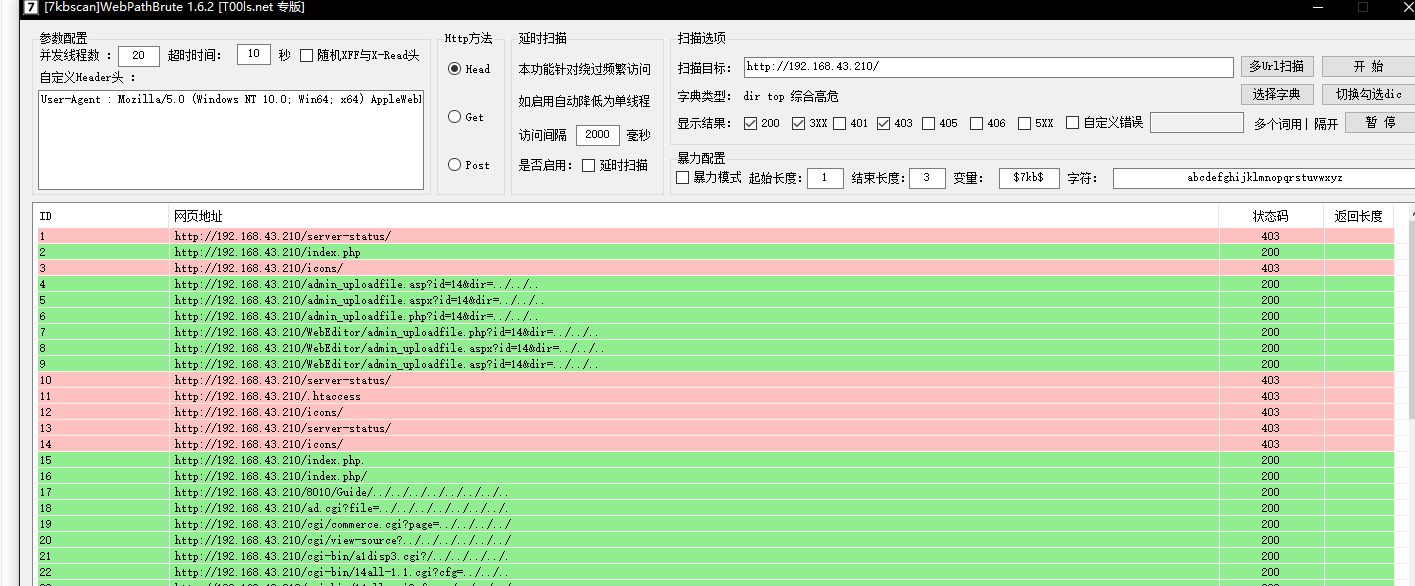 [7kbscan]WebPathBrute 1.6.2 [T00ls.net 专版]
参数配置
并发线程数 : 20 超时时间: 10 秒 随机XFF与X-Read头
自定义Header头 :
User-Agent : Mozilla/5.0 (Windows NT 10.0; Win64; x64) AppleWebK
Http方法
Head
Get
Post
延时扫描
本功能针对绕过频繁访问
如启用自动降低为单线程
访问间隔 2000 毫秒
是否启用: 延时扫描
扫描选项
扫描目标: http://192.168.43.210/ 多Url扫描 开 始
字典类型: dir top 综合高危 选择字典 切换勾选dic
显示结果: 200 3XX 401 403 405 406 5XX 自定义错误 多个词用| 隔开 暂 停
暴力配置
暴力模式 起始长度: 1 结束长度: 3 变量: $7kb$ 字符: abcdefghijklmnopqrstuvwxyz
ID 网页地址 状态码 返回长度
1 http://192.168.43.210/server-status/ 403
2 http://192.168.43.210/index.php 200
3 http://192.168.43.210/icons/ 403
4 http://192.168.43.210/admin_uploadfile.asp?id=14&dir=../../.. 200
5 http://192.168.43.210/admin_uploadfile.aspx?id=14&dir=../../.. 200
6 http://192.168.43.210/admin_uploadfile.php?id=14&dir=../../.. 200
7 http://192.168.43.210/WebEditor/admin_uploadfile.php?id=14&dir=../../.. 200
8 http://192.168.43.210/WebEditor/admin_uploadfile.aspx?id=14&dir=../../.. 200
9 http://192.168.43.210/WebEditor/admin_uploadfile.asp?id=14&dir=../../.. 200
10 http://192.168.43.210/server-status/ 403
11 http://192.168.43.210/.htaccess 403
12 http://192.168.43.210/icons/ 403
13 http://192.168.43.210/server-status/ 403
14 http://192.168.43.210/icons/ 403
15 http://192.168.43.210/index.php. 200
16 http://192.168.43.210/index.php/ 200
17 http://192.168.43.210/8010/Guide/../../../../../../.. 200
18 http://192.168.43.210/ad.cgi?file=../../../../../../. 200
19 http://192.168.43.210/cgi/commerce.cgi?page=../../../../ 200
20 http://192.168.43.210/cgi/view-source?../../../../../ 200
21 http://192.168.43.210/cgi-bin/a1disp3.cgi?/../../../../. 200
22 http://192.168.43.210/cgi-bin/14all-1.1.cgi?cfg=../../.. 200